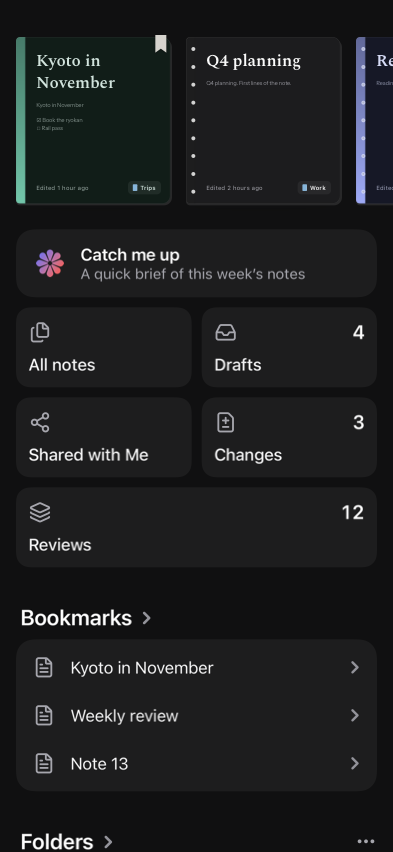 Kyoto in
November
Kyoto in November
Book the ryokan
Rail pass
Edited 1 hour ago
Trips
Q4 planning
Q4 planning. First lines of the note.
Edited 2 hours ago
Work
Re
Readin
Edited
Catch me up
A quick brief of this week’s notes
All notes
4
Drafts
Shared with Me
3
Changes
12
Reviews
Bookmarks
Kyoto in November
Weekly review
Note 13
Folders